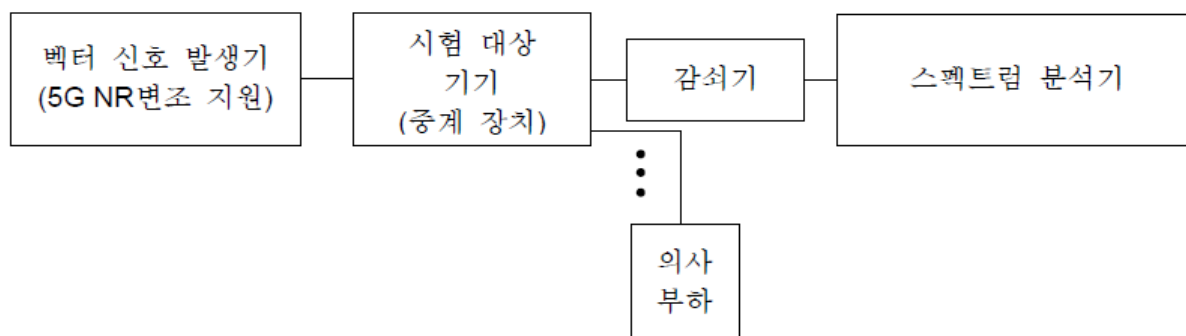 벡터 신호 발생기
(5G NR변조 지원)
시험 대상
기기
(중계 장치)
감쇠기
스펙트럼 분석기
의사
부하